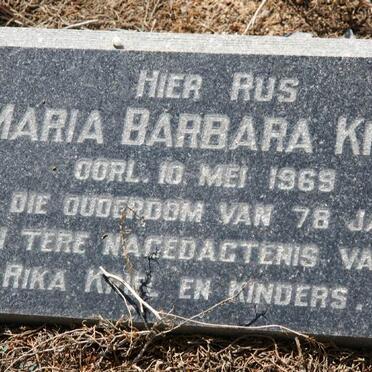 HIER RUS
MARIA BARBARA
OORL. 10 MEI 1969
DIE OUDERDOM VAN 78
TERE NAGEDAGTENIS
RIKA EN KINDERS.